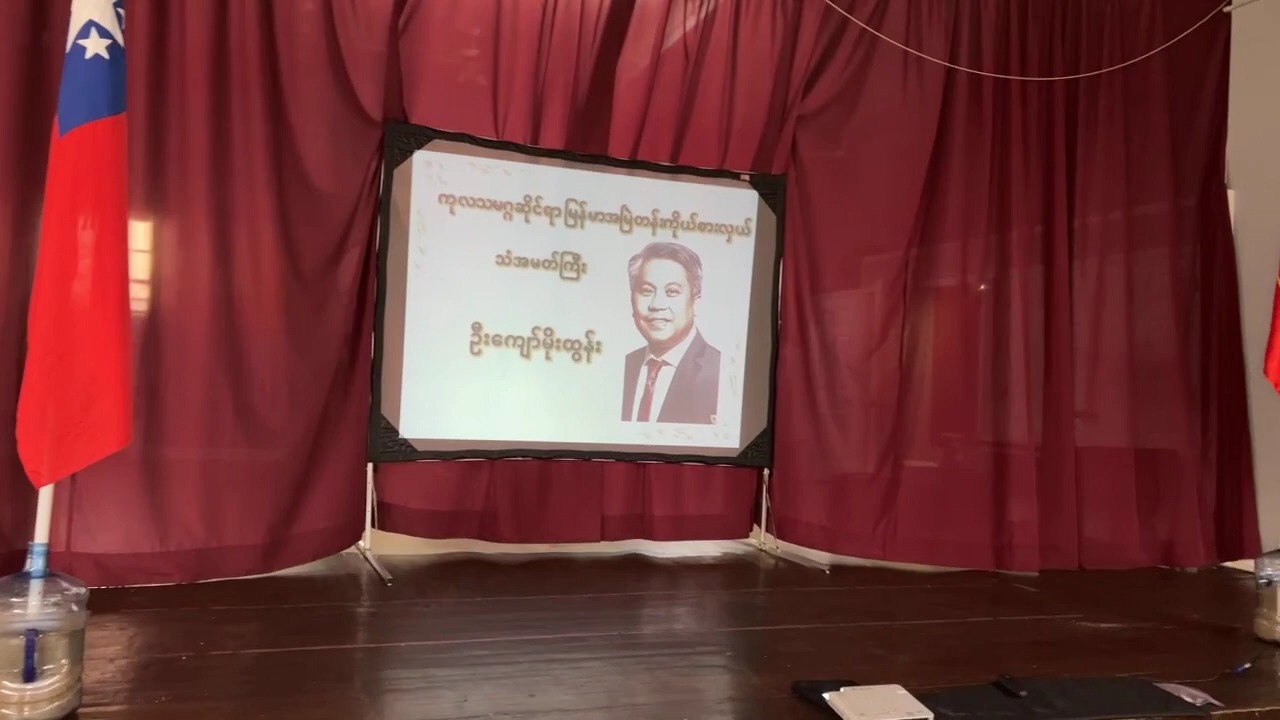 ကုလသမဂ္ဂဆိုင်ရာ မြန်မာအမြဲတန်းကိုယ်စားလှယ်
သံအမတ်ကြီး
ဦးကျော်မိုးထွန်း